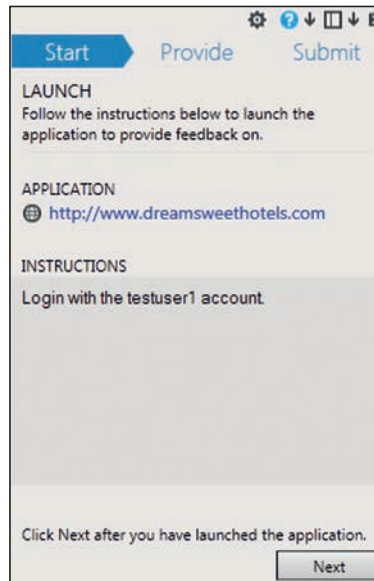 Start Provide Submit
LAUNCH
Follow the instructions below to launch the
application to provide feedback on.
APPLICATION
http://www.dreamsweethotels.com
INSTRUCTIONS
Login with the testuser1 account.
Click Next after you have launched the application.
Next